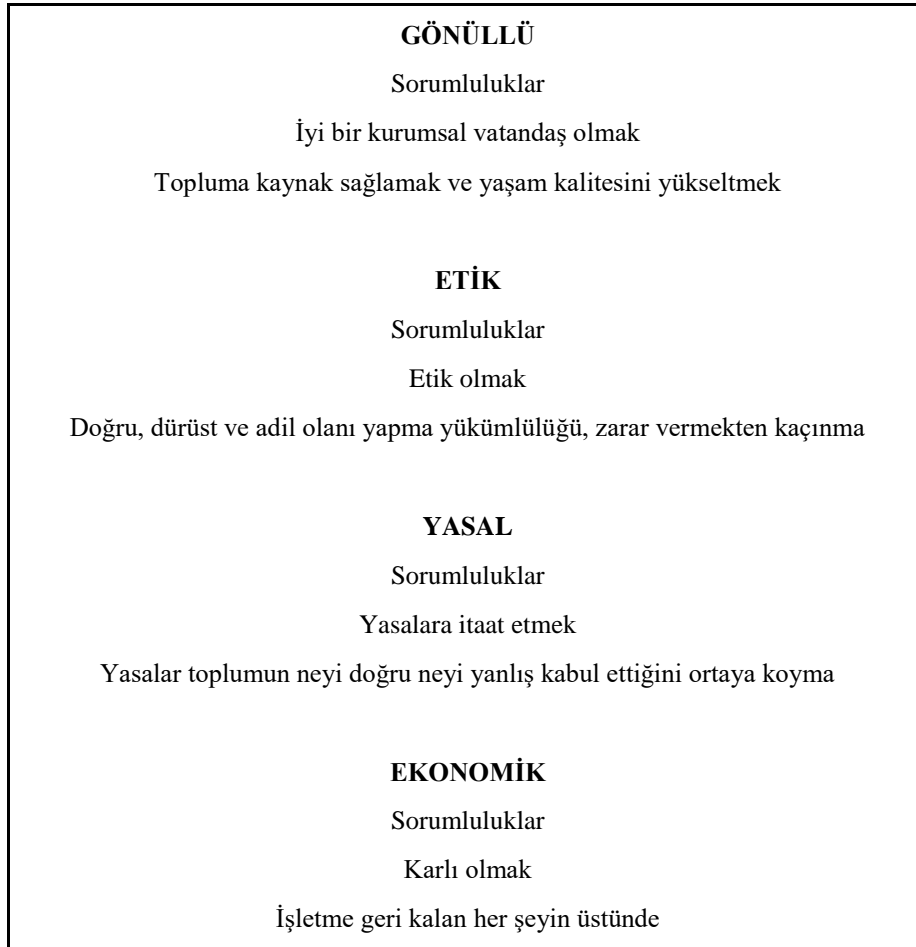 GÖNÜLLÜ
Sorumluluklar
İyi bir kurumsal vatandaş olmak
Topluma kaynak sağlamak ve yaşam kalitesini yükseltmek
ETİK
Sorumluluklar
Etik olmak
Doğru, dürüst ve adil olanı yapma yükümlülüğü, zarar vermekten kaçınma
YASAL
Sorumluluklar
Yasalara itaat etmek
Yasalar toplumun neyi doğru neyi yanlış kabul ettiğini ortaya koyma
EKONOMİK
Sorumluluklar
Karlı olmak
İşletme geri kalan her şeyin üstünde